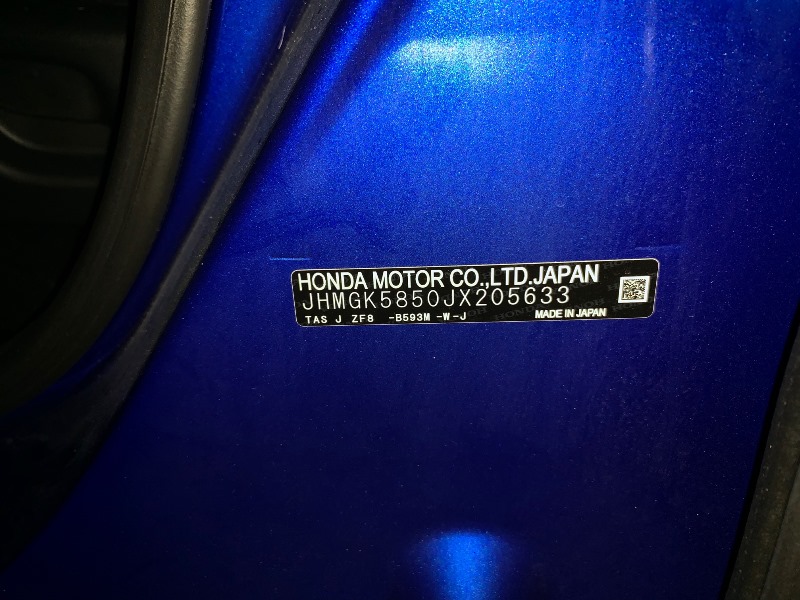 HONDA MOTOR CO.,LTD.JAPAN
JHMGK5850JX205633
TAS J ZF8 -B593M -W-J MADE IN JAPAN